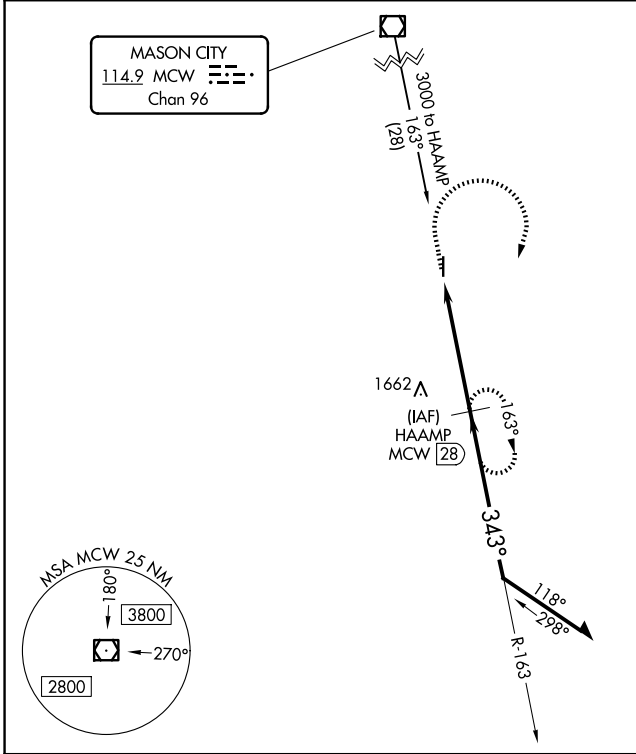 MASON CITY
114.9 MCW
Chan 96
3000 to HAAMP
163°
(28)
1662
(IAF)
HAAMP
MCW 28
163°
343°
118°
298°
R-163
MSA MCW 25 NM
180°
3800
270°
2800